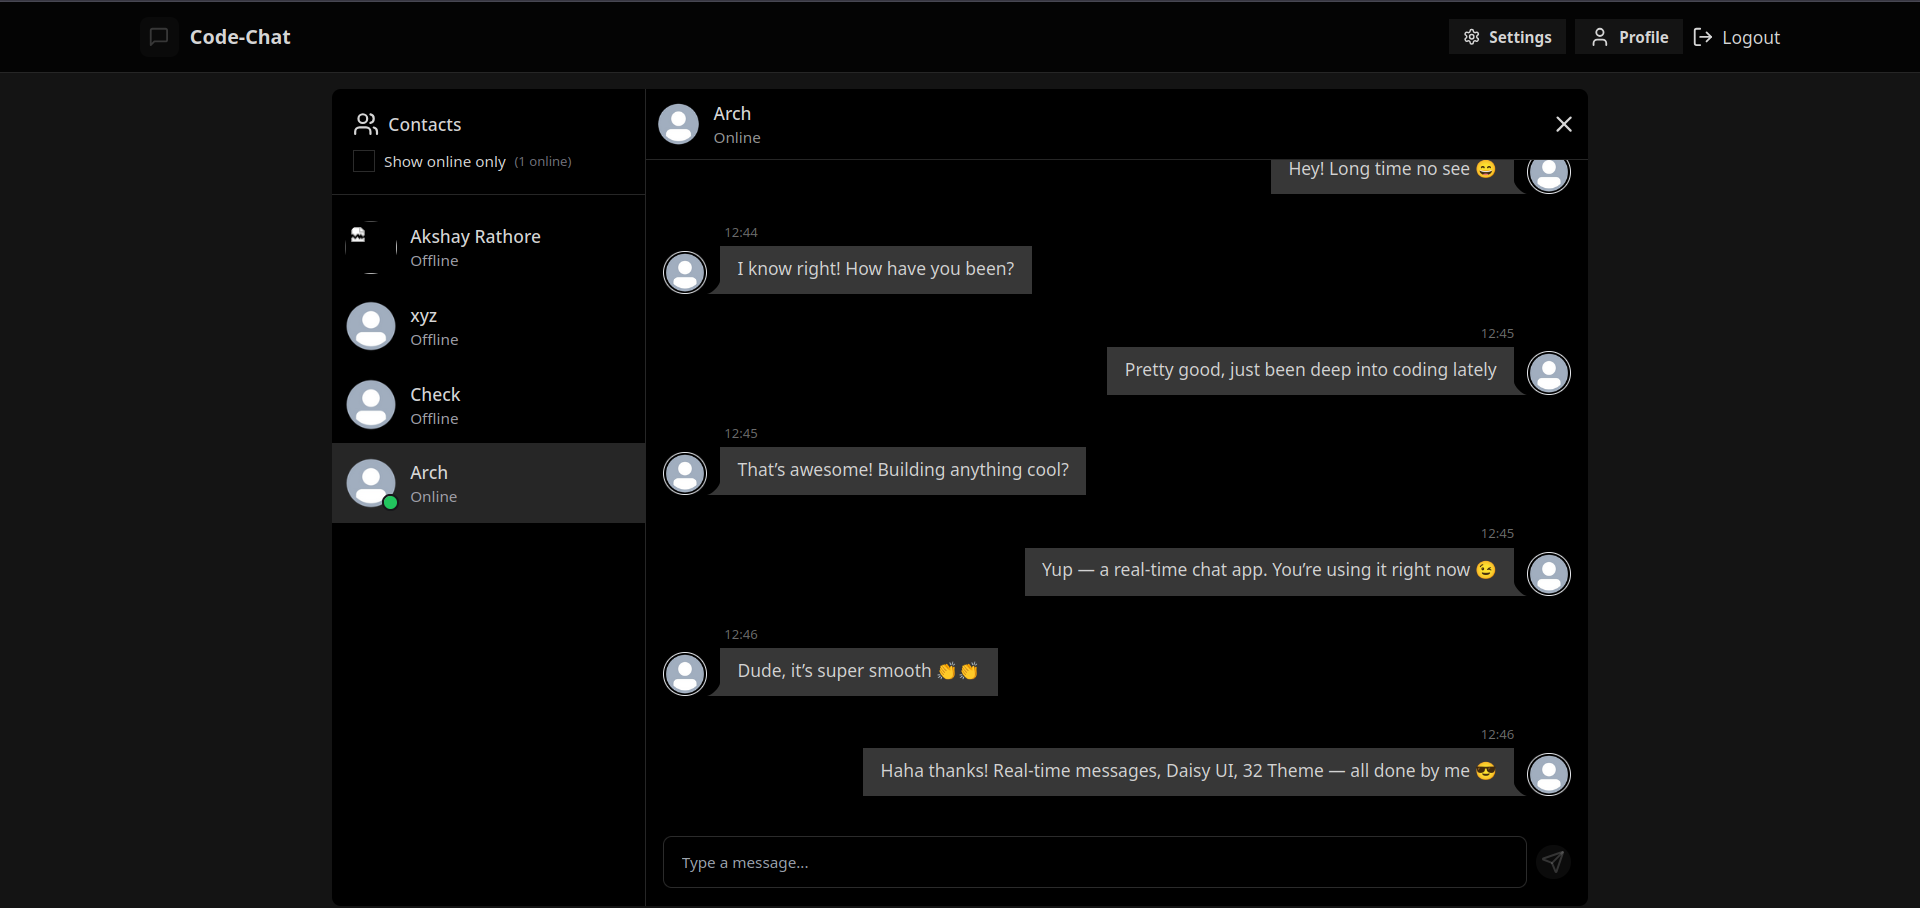 Code-Chat
Settings
Profile
Logout
Contacts
Show online only (1 online)
Akshay Rathore
Offline
xyz
Offline
Check
Offline
Arch
Online
Arch
Online
Hey! Long time no see 😄
12:44
I know right! How have you been?
12:45
Pretty good, just been deep into coding lately
12:45
That’s awesome! Building anything cool?
12:45
Yup — a real-time chat app. You’re using it right now 😉
12:46
Dude, it’s super smooth 👏👏
12:46
Haha thanks! Real-time messages, Daisy UI, 32 Theme — all done by me 😎
Type a message...